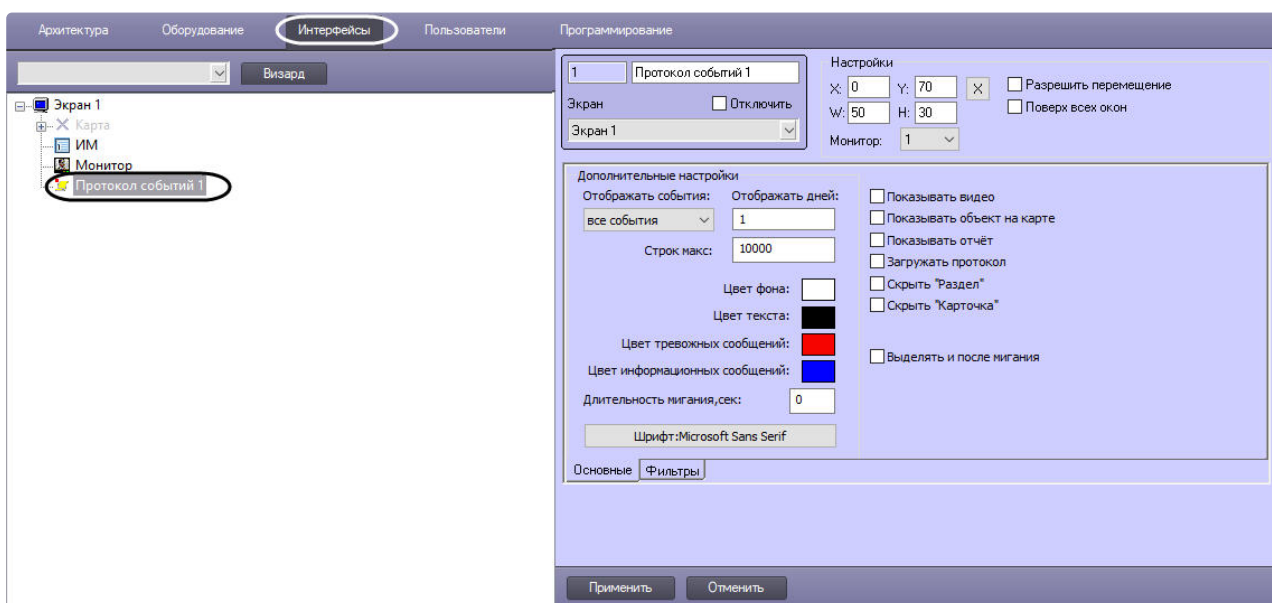 Архитектура Оборудование Интерфейсы Пользователи Программирование
Визард
Экран 1
Карта
ИМ
Монитор
Протокол событий 1
1 Протокол событий 1
Экран Отключить
Экран 1
Настройки
X: 0 Y: 70 X Разрешить перемещение
W: 50 H: 30 Поверх всех окон
Монитор: 1
Дополнительные настройки
Отображать события: Отображать дней:
все события 1
Строк макс: 10000
Цвет фона:
Цвет текста:
Цвет тревожных сообщений:
Цвет информационных сообщений:
Длительность мигания,сек: 0
Шрифт:Microsoft Sans Serif
Показывать видео
Показывать объект на карте
Показывать отчёт
Загружать протокол
Скрыть "Раздел"
Скрыть "Карточка"
Выделять и после мигания
Основные Фильтры
Применить Отменить